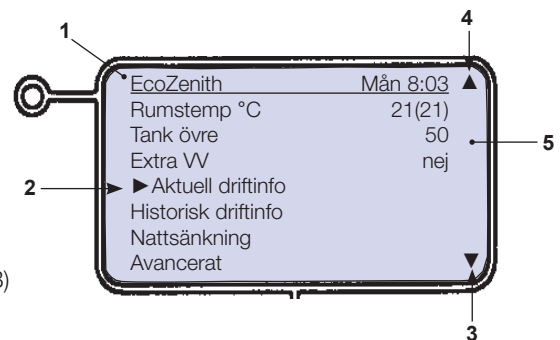 1
4
EcoZenith Mån 8:03 ▲
Rumstemp °C 21(21)
Tank övre 50
5
Extra VV nej
2
►Aktuell driftinfo
Historisk driftinfo
Nattsänkning
Avancerat ▼
3)
3